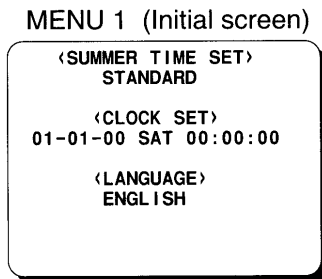 MENU 1 (Initial screen)
‹SUMMER TIME SET›
STANDARD
‹CLOCK SET›
01-01-00 SAT 00:00:00
‹LANGUAGE›
ENGLISH